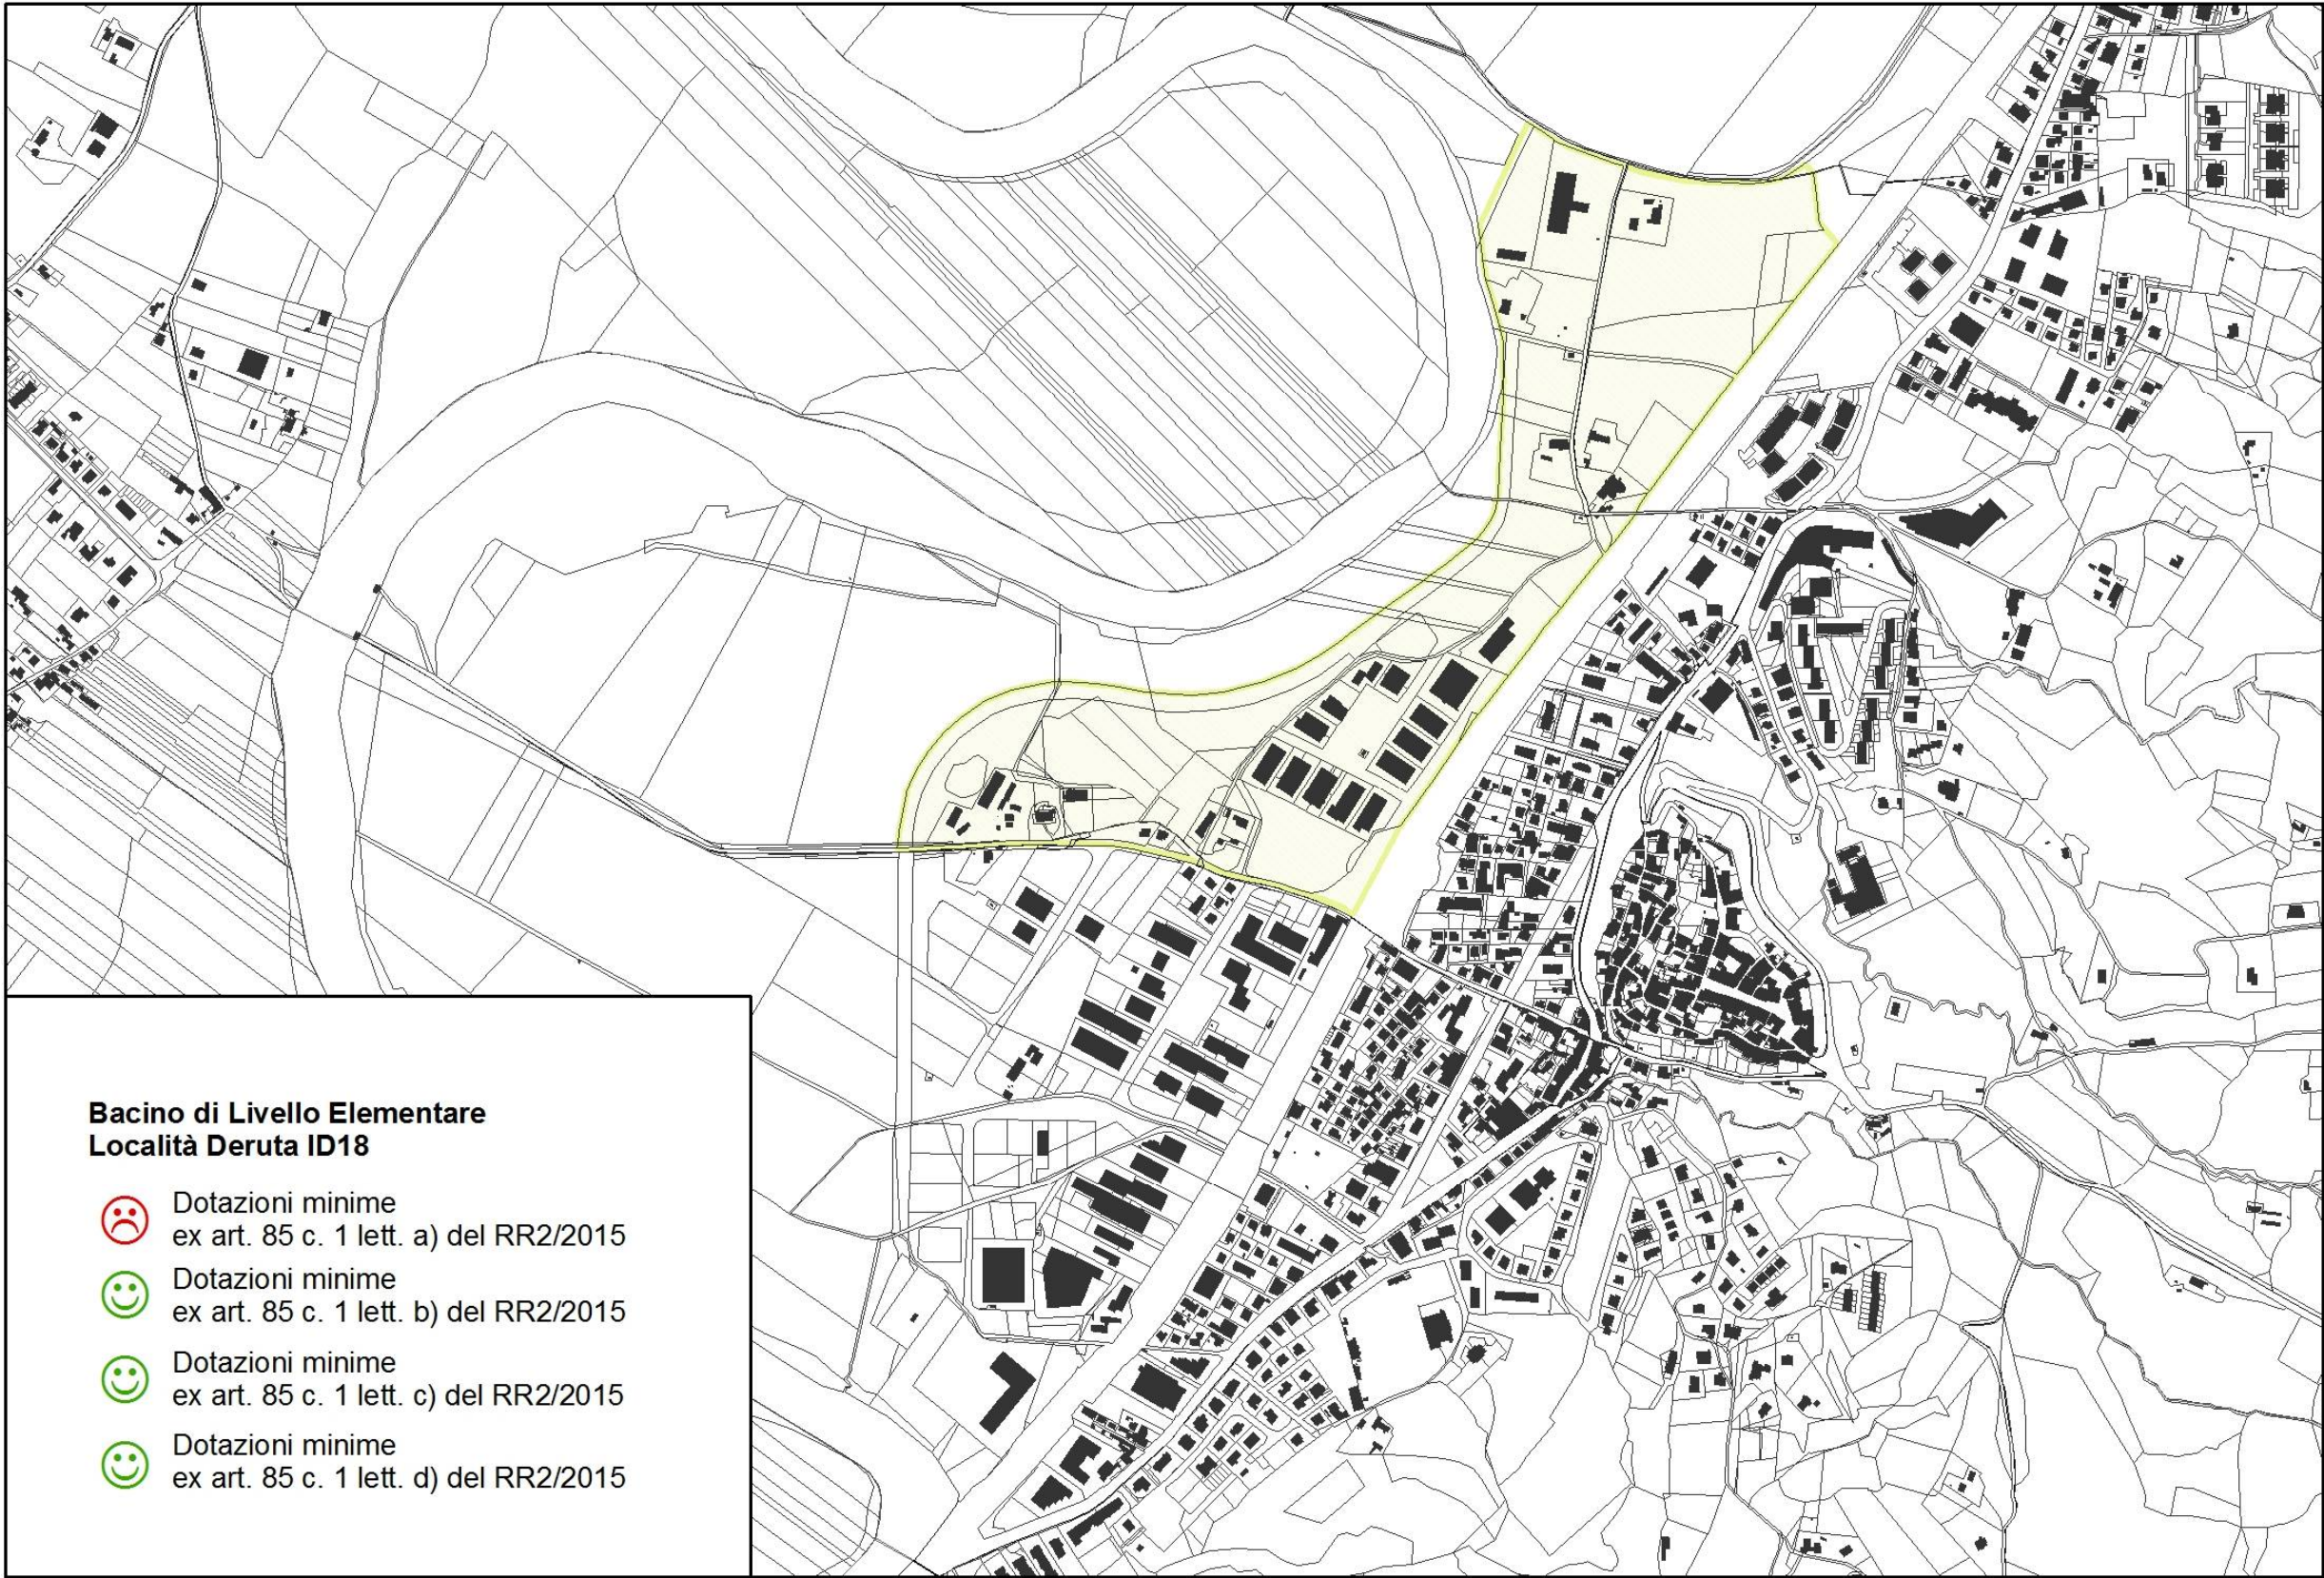 Bacino di Livello Elementare
Località Deruta ID18
Dotazioni minime
ex art. 85 c. 1 lett. a) del RR2/2015
Dotazioni minime
ex art. 85 c. 1 lett. b) del RR2/2015
Dotazioni minime
ex art. 85 c. 1 lett. c) del RR2/2015
Dotazioni minime
ex art. 85 c. 1 lett. d) del RR2/2015